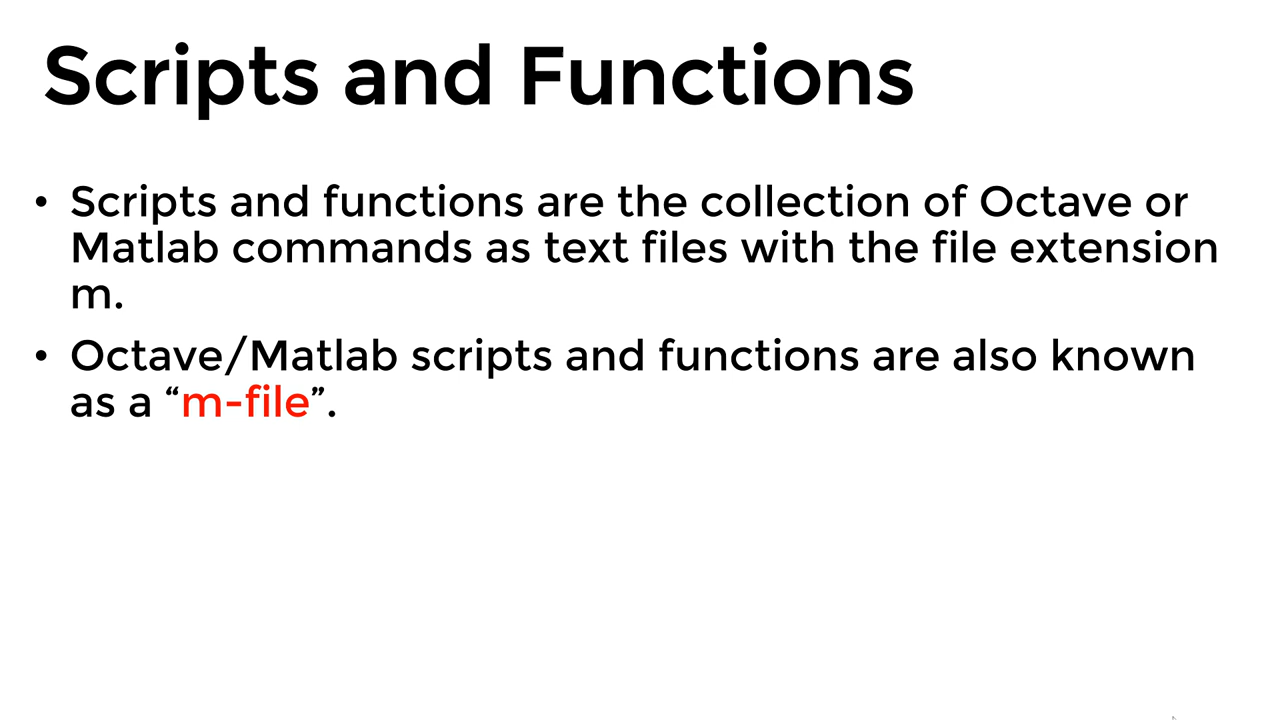 Scripts and Functions
• Scripts and functions are the collection of Octave or
Matlab commands as text files with the file extension
m.
• Octave/Matlab scripts and functions are also known
as a “m-file”.